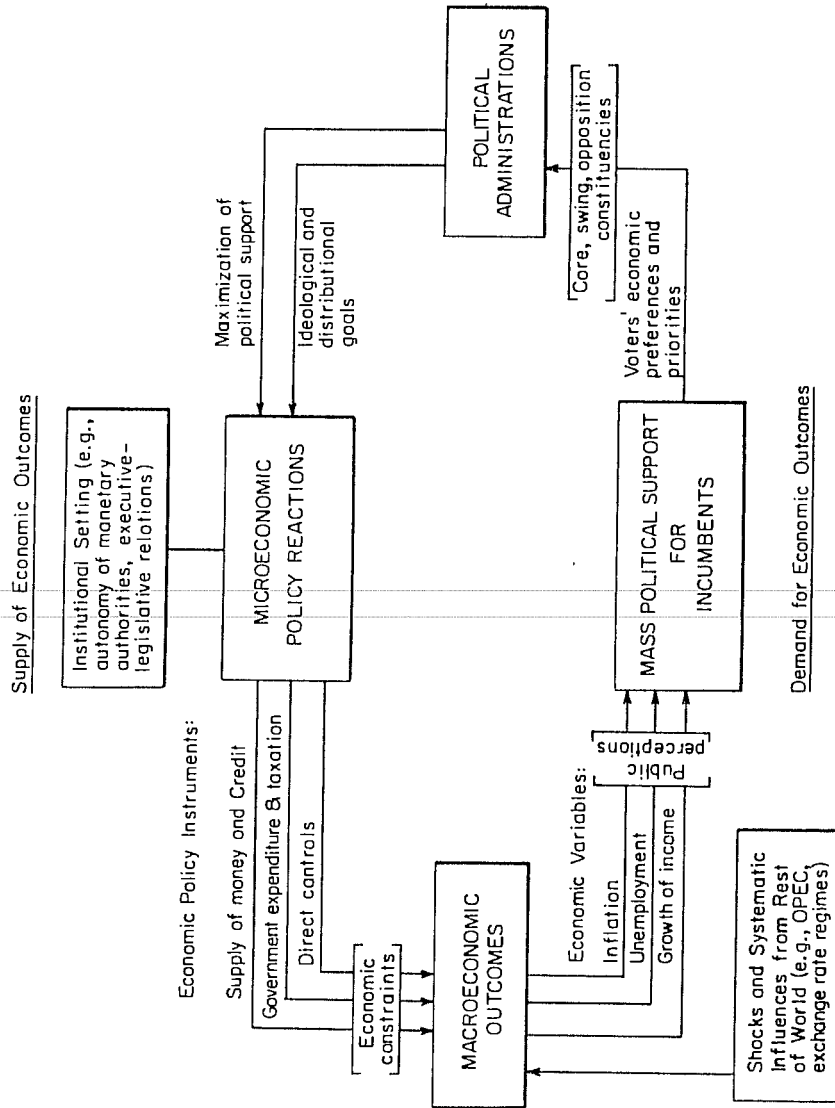 Supply of Economic Outcomes
Institutional Setting (e.g.,
autonomy of monetary
authorities, executive-
legislative relations)
Economic Policy Instruments:
Supply of money and Credit
Government expenditure & taxation
Direct controls
MICROECONOMIC
POLICY REACTIONS
Maximization of
political support
Ideological and
distributional
goals
Economic
constraints
MACROECONOMIC
OUTCOMES
POLITICAL
ADMINISTRATIONS
Economic Variables:
Inflation
Unemployment
Growth of income
Public
perceptions
MASS POLITICAL SUPPORT
FOR
INCUMBENTS
Voters' economic
preferences and
priorities
Core, swing, opposition
constituencies
Shocks and Systematic
Influences from Rest
of World (e.g., OPEC,
exchange rate regimes)
Demand for Economic Outcomes